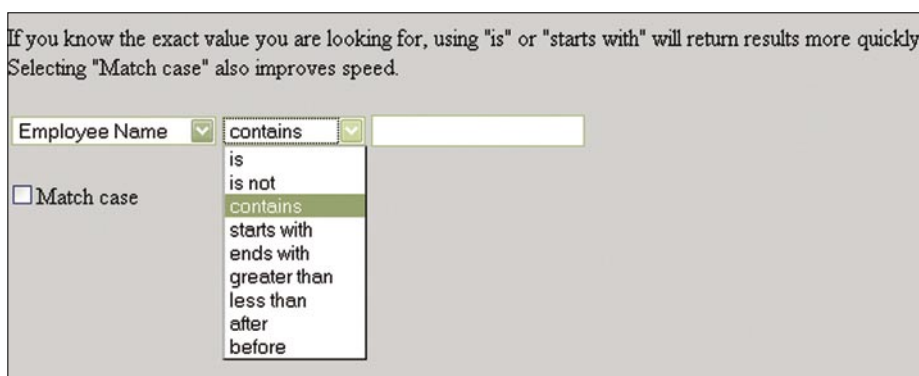 If you know the exact value you are looking for, using "is" or "starts with" will return results more quickly
Selecting "Match case" also improves speed.
Employee Name contains
is
is not
contains
starts with
ends with
greater than
less than
after
before
Match case